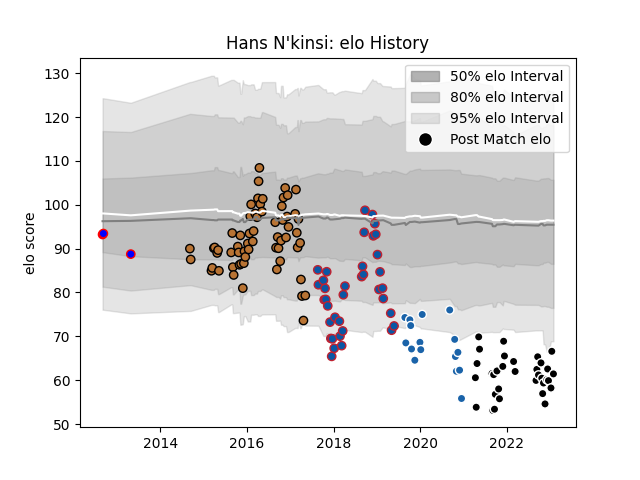 Hans N'kinsi: elo History
elo score
130
120
110
100
90
80
70
60
50
2014
2016
2018
2020
2022
50% elo Interval
80% elo Interval
95% elo Interval
Post Match elo